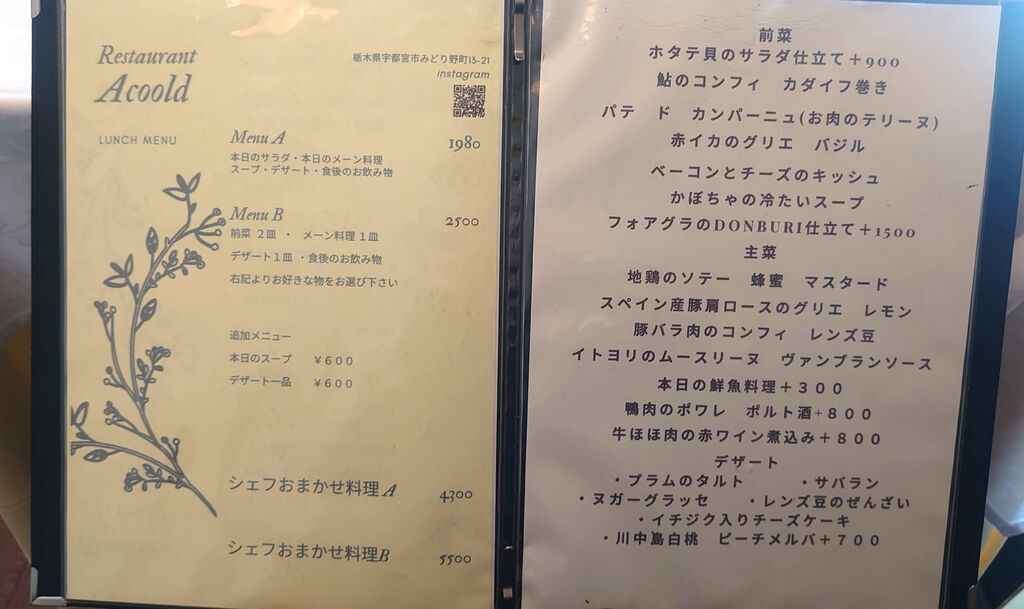 Restaurant
Acoold
栃木県宇都宮市みどり野町13-21
instagram
LUNCH MENU
Menu A 1980
本日のサラダ・本日のメーン料理
スープ・デザート・食後のお飲み物
Menu B 2500
前菜 ２皿 ・ メーン料理１皿
デザート１皿 ・食後のお飲み物
右記よりお好きな物をお選び下さい
追加メニュー
本日のスープ ￥６００
デザート一品 ￥６００
シェフおまかせ料理A 4300
シェフおまかせ料理B 5500
前菜
ホタテ貝のサラダ仕立て＋900
鮎のコンフィ カダイフ巻き
パテ ド カンパーニュ(お肉のテリーヌ)
赤イカのグリエ バジル
ベーコンとチーズのキッシュ
かぼちゃの冷たいスープ
フォアグラのDONBURI仕立て＋1500
主菜
地鶏のソテー 蜂蜜 マスタード
スペイン産豚肩ロースのグリエ レモン
豚バラ肉のコンフィ レンズ豆
イトヨリのムースリーヌ ヴァンブランソース
本日の鮮魚料理＋３００
鴨肉のポワレ ポルト酒+８００
牛ほほ肉の赤ワイン煮込み＋８００
デザート
・プラムのタルト ・サバラン
・ヌガーグラッセ ・レンズ豆のぜんざい
・イチジク入りチーズケーキ
・川中島白桃 ピーチメルバ＋７００